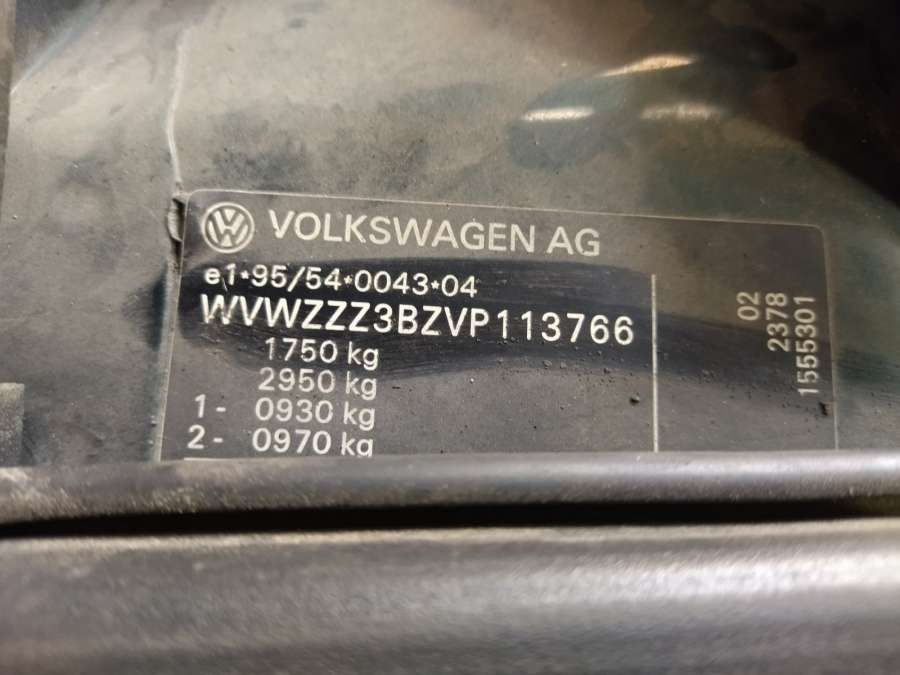 VOLKSWAGEN AG
e1*95/54*0043*04
WVWZZZ3BZVP113766
1750 kg
2950 kg
1- 0930 kg
2- 0970 kg
02
2378
1555301